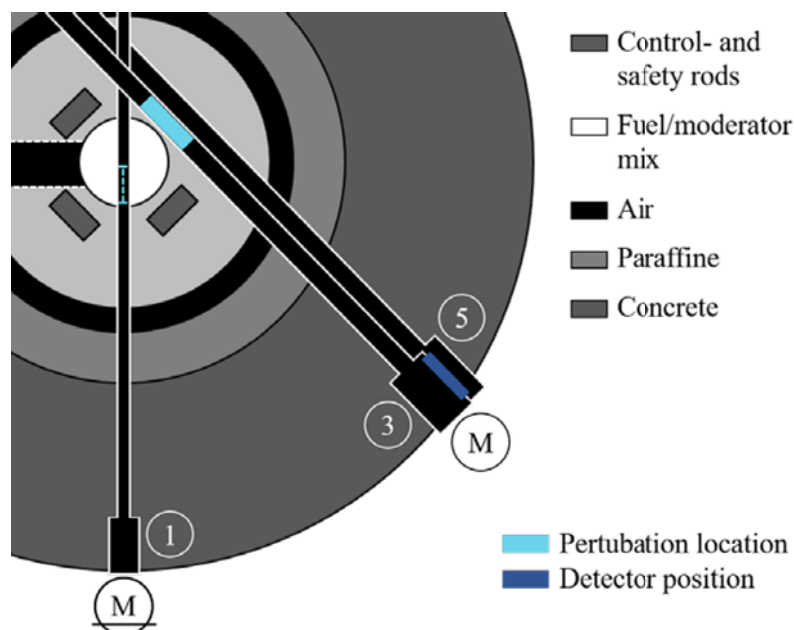 Control- and
safety rods
Fuel/moderator
mix
Air
Paraffine
Concrete
5
3
M
1
M
Pertubation location
Detector position